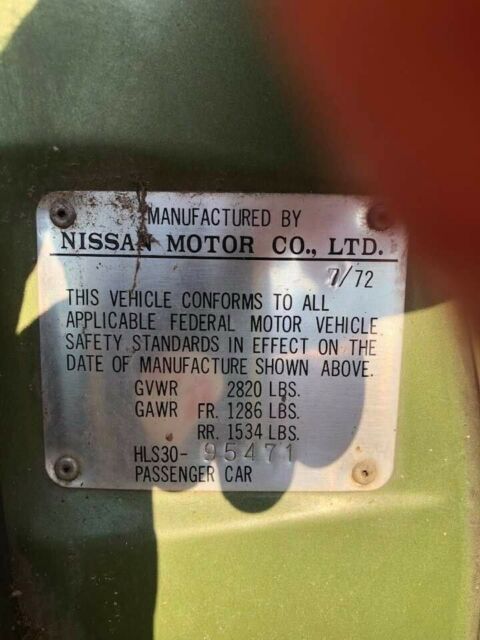 MANUFACTURED BY
NISSAN MOTOR CO., LTD.
7/72
THIS VEHICLE CONFORMS TO ALL
APPLICABLE FEDERAL MOTOR VEHICLE
SAFETY STANDARDS IN EFFECT ON THE
DATE OF MANUFACTURE SHOWN ABOVE.
GVWR 2820 LBS.
GAWR FR. 1286 LBS.
RR. 1534 LBS.
HLS30- 95471
PASSENGER CAR